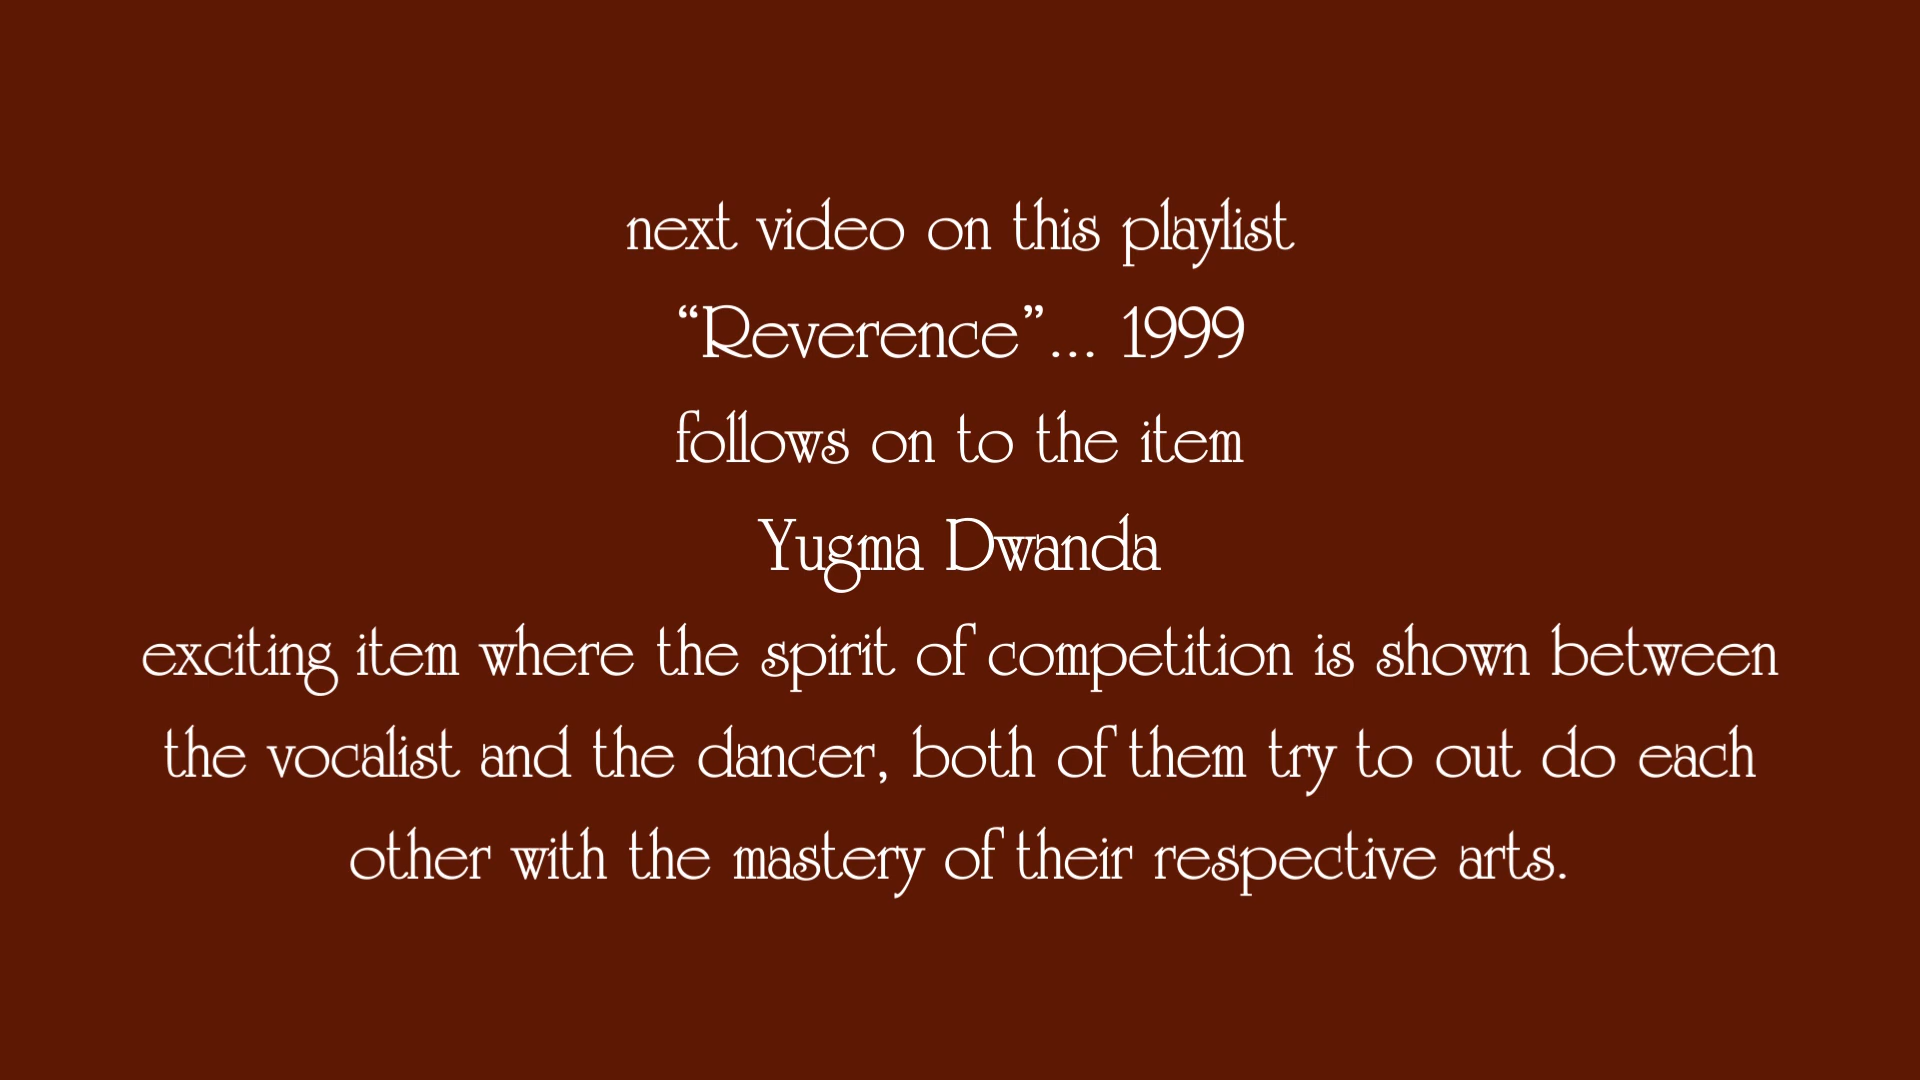 next video on this playlist
“Reverence”... 1999
follows on to the item
Yugma Dwanda
exciting item where the spirit of competition is shown between
the vocalist and the dancer, both of them try to out do each
other with the mastery of their respective arts.